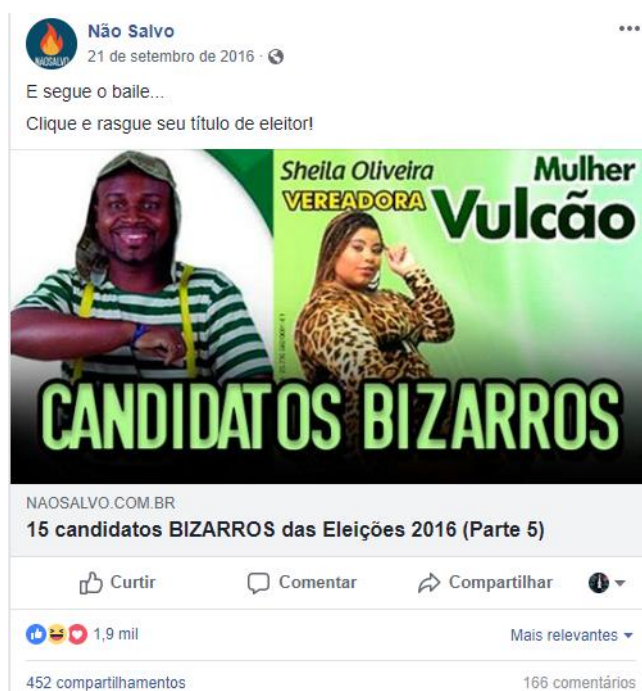 Não Salvo
21 de setembro de 2016 ·
NÃOSALVO
E segue o baile...
Clique e rasgue seu título de eleitor!
Sheila Oliveira
VEREADORA
Mulher
Vulcão
CANDIDATOS BIZARROS
NAOSALVO.COM.BR
15 candidatos BIZARROS das Eleições 2016 (Parte 5)
Curtir
Comentar
Compartilhar
1,9 mil
Mais relevantes
452 compartilhamentos
166 comentários